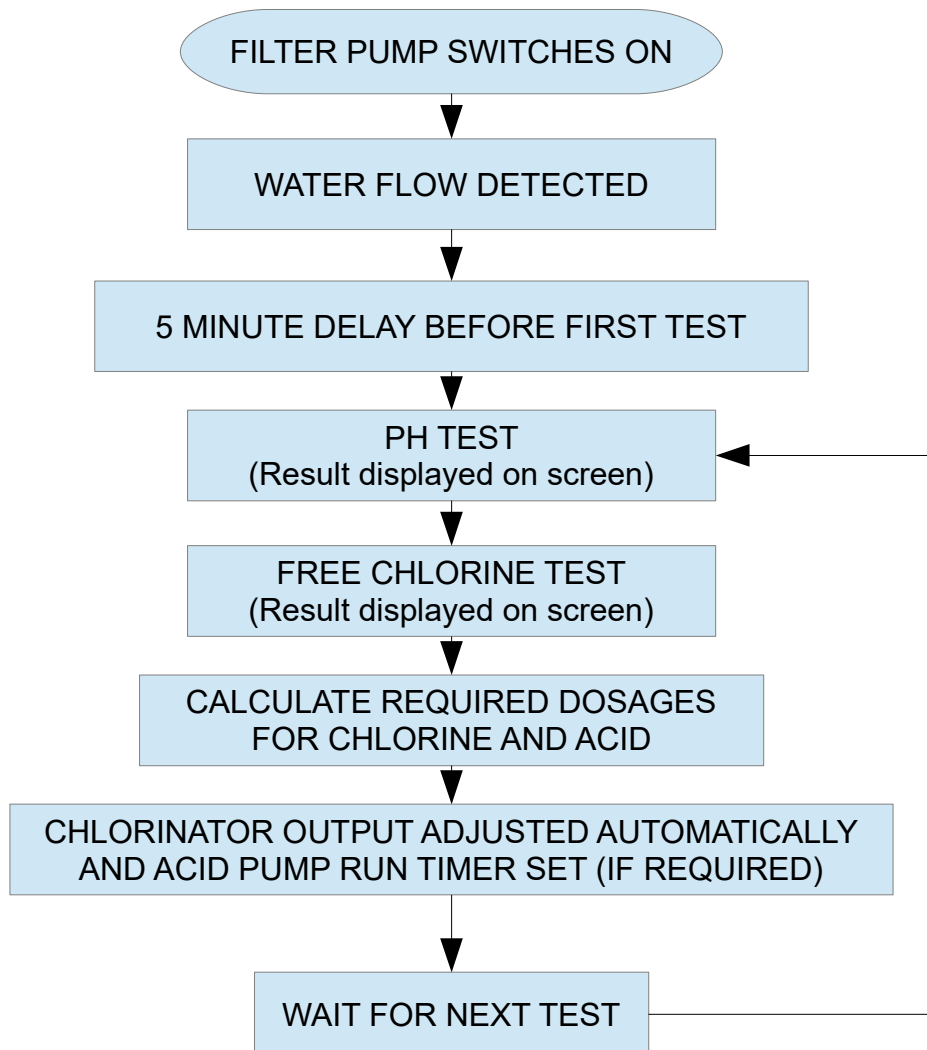 FILTER PUMP SWITCHES ON
WATER FLOW DETECTED
5 MINUTE DELAY BEFORE FIRST TEST
PH TEST
(Result displayed on screen)
FREE CHLORINE TEST
(Result displayed on screen)
CALCULATE REQUIRED DOSAGES
FOR CHLORINE AND ACID
CHLORINATOR OUTPUT ADJUSTED AUTOMATICALLY
AND ACID PUMP RUN TIMER SET (IF REQUIRED)
WAIT FOR NEXT TEST